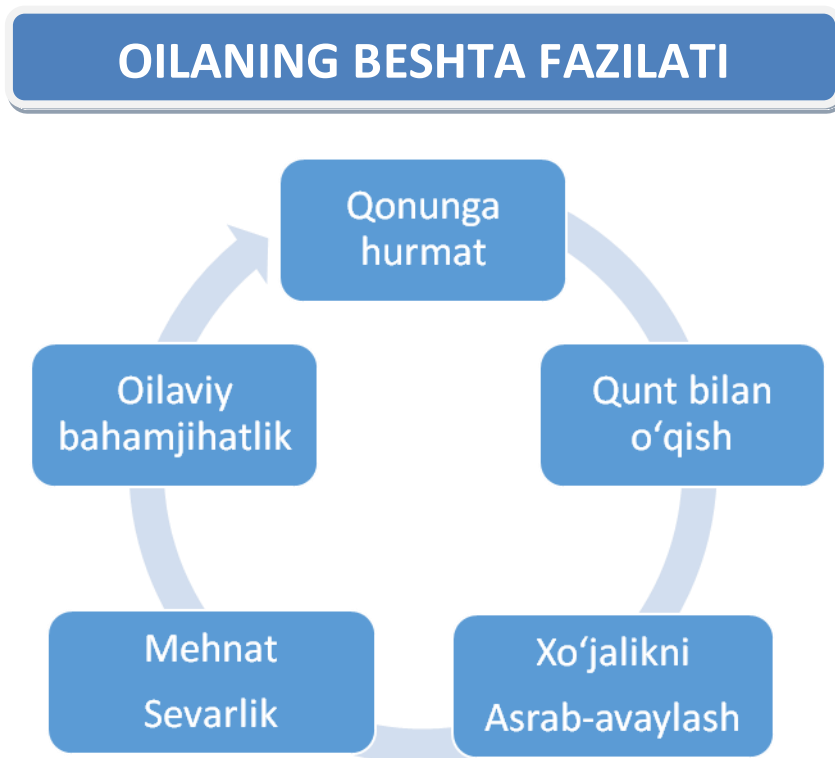 OILANING BESHTA FAZILATI
Qonunga
hurmat
Qunt bilan
o‘qish
Xo‘jalikni
Asrab-avaylash
Mehnat
Sevarlik
Oilaviy
bahamjihatlik